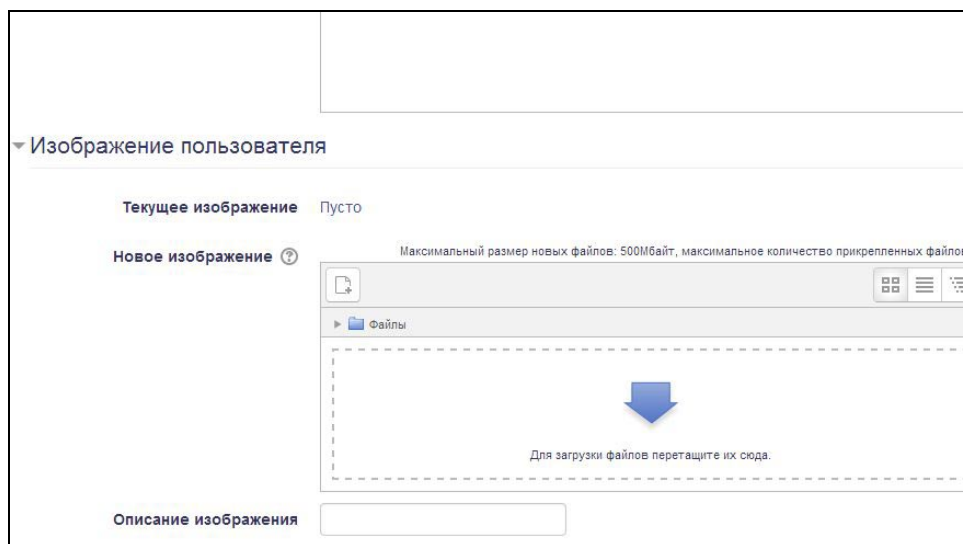 Изображение пользователя
Текущее изображение Пусто
Новое изображение ?
Максимальный размер новых файлов: 500Мбайт, максимальное количество прикрепленных
Файлы
Для загрузки файлов перетащите их сюда.
Описание изображения